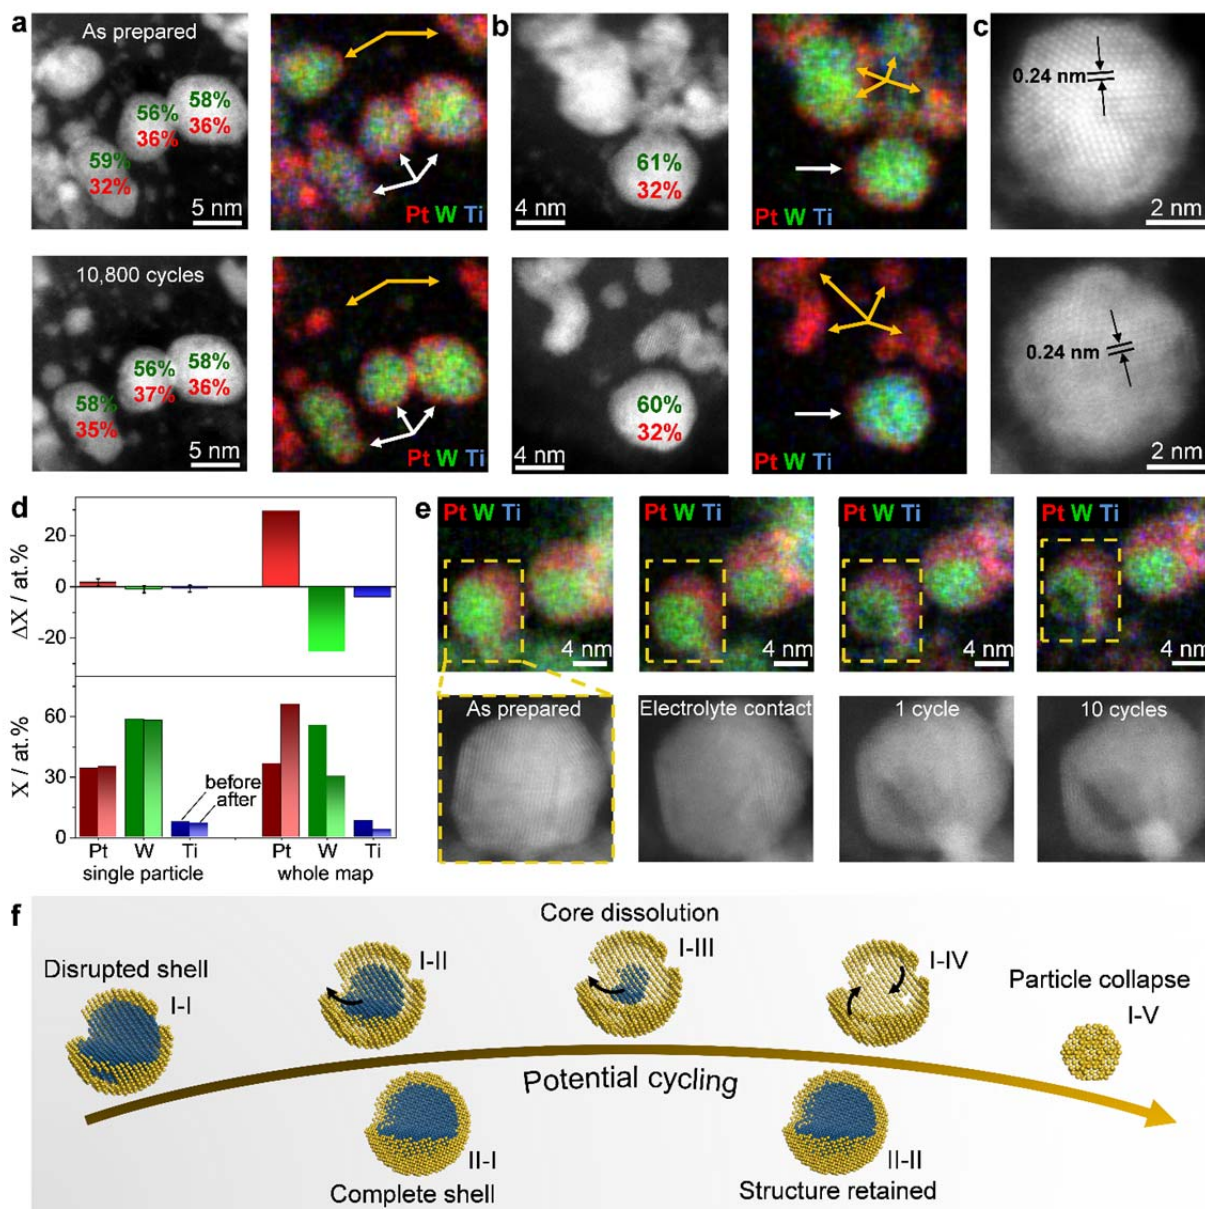 a
As prepared
58%
36%
56%
36%
59%
32%
5 nm
Pt W Ti
b
61%
32%
4 nm
Pt W Ti
c
0.24 nm
2 nm
10,800 cycles
58%
36%
56%
37%
58%
35%
5 nm
Pt W Ti
60%
32%
4 nm
Pt W Ti
0.24 nm
2 nm
d
ΔX / at.%
20
0
-20
X / at.%
60
30
0
before
after
Pt W Ti Pt W Ti
single particle whole map
e
Pt W Ti
4 nm
Pt W Ti
4 nm
Pt W Ti
4 nm
Pt W Ti
4 nm
As prepared
Electrolyte contact
1 cycle
10 cycles
f
Disrupted shell
I-I
I-II
Core dissolution
I-III
I-IV
Particle collapse
I-V
Potential cycling
II-I
Complete shell
II-II
Structure retained